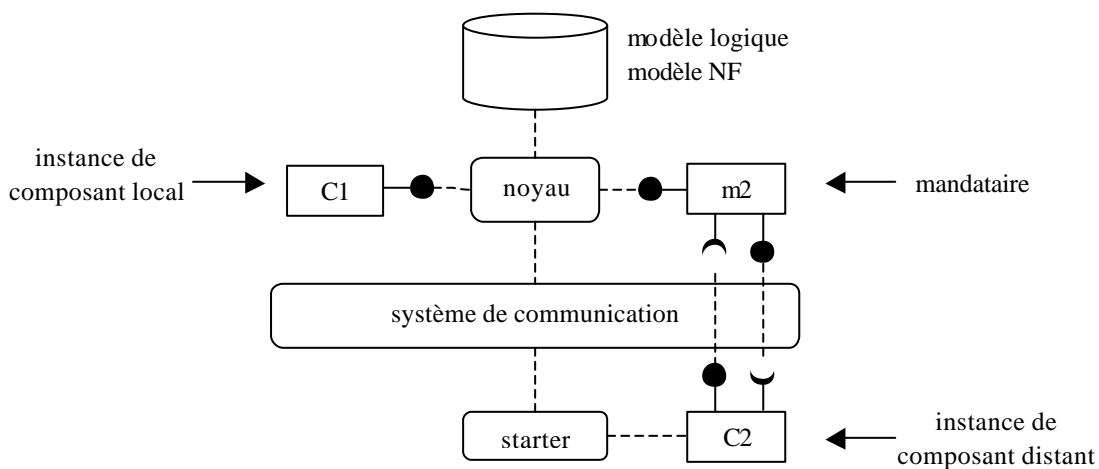 modèle logique
modèle NF
instance de
composant local
C1
noyau
m2
mandataire
système de communication
starter
C2
instance de
composant distant